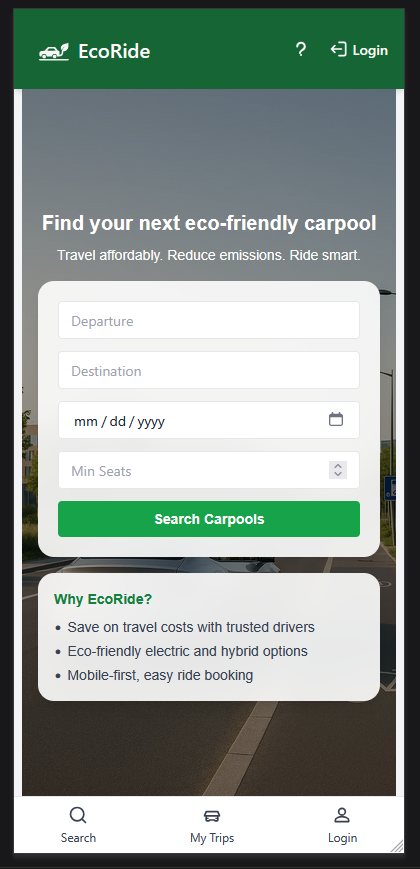 EcoRide
? Login
Find your next eco-friendly carpool
Travel affordably. Reduce emissions. Ride smart.
Departure
Destination
mm / dd / yyyy
Min Seats
Search Carpools
Why EcoRide?
• Save on travel costs with trusted drivers
• Eco-friendly electric and hybrid options
• Mobile-first, easy ride booking
Search
My Trips
Login